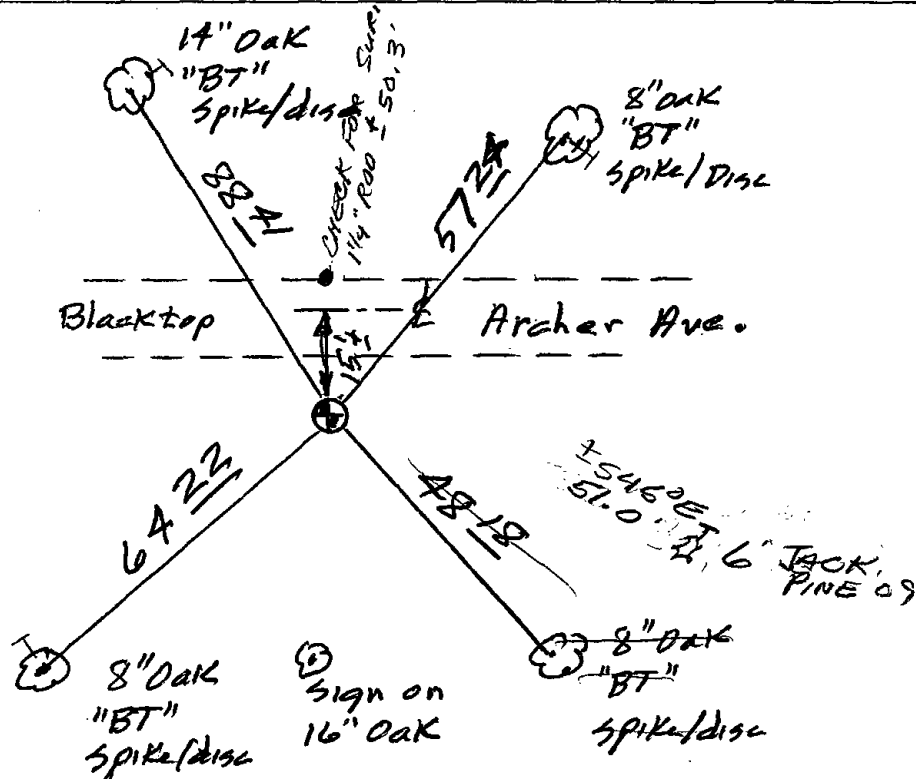 14" Oak
"BT"
spike/disc
CHECK FOR SUR.
1¼" ROD ± 50.3'
8" Oak
"BT"
spike/Disc
88 41
57 24
Blacktop
Archer Ave.
15'±
64 22
48 18
±S46°E
51.0'
6" JACK
PINE 09
8" Oak
"BT"
spike/disc
Sign on
16" Oak
8" Oak
"BT"
spike/disc